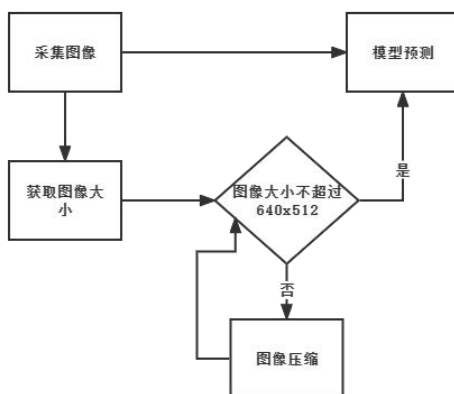 采集图像
模型预测
获取图像大
小
图像大小不超过
640x512
是
否
图像压缩